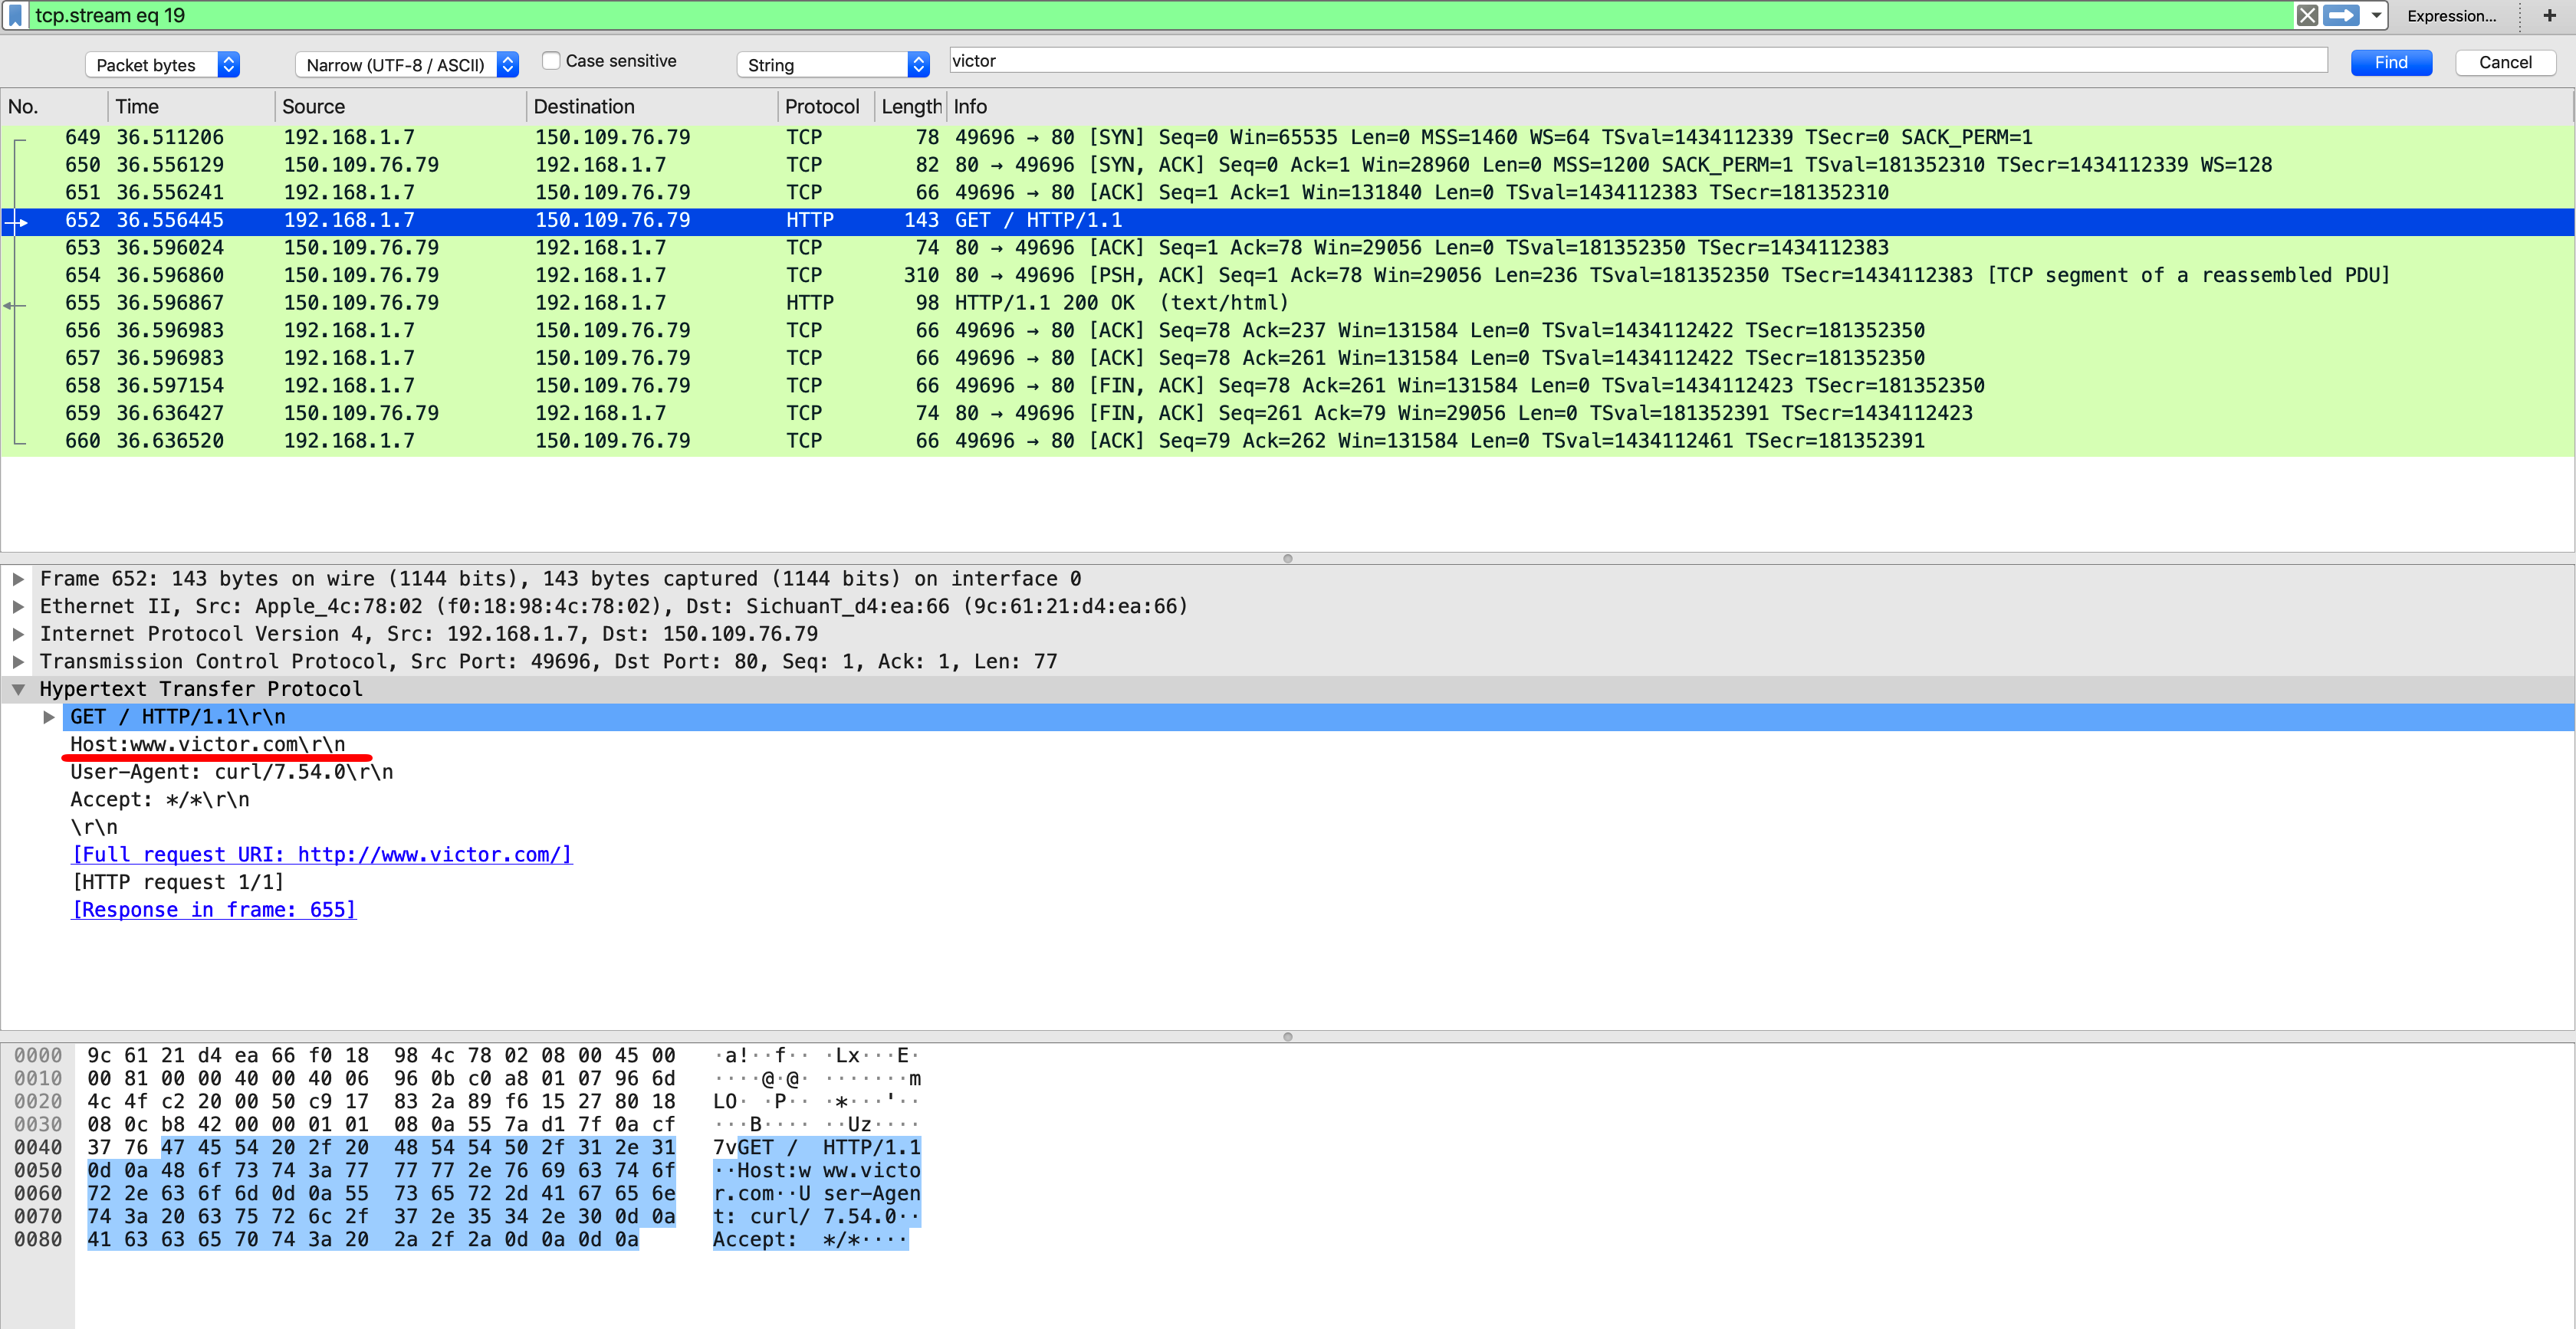 tcp.stream eq 19 Expression... +
Packet bytes Narrow (UTF-8 / ASCII) Case sensitive String victor Find Cancel
No. Time Source Destination Protocol Length Info
649 36.511206 192.168.1.7 150.109.76.79 TCP 78 49696 → 80 [SYN] Seq=0 Win=65535 Len=0 MSS=1460 WS=64 TSval=1434112339 TSecr=0 SACK_PERM=1
650 36.556129 150.109.76.79 192.168.1.7 TCP 82 80 → 49696 [SYN, ACK] Seq=0 Ack=1 Win=28960 Len=0 MSS=1200 SACK_PERM=1 TSval=181352310 TSecr=1434112339 WS=128
651 36.556241 192.168.1.7 150.109.76.79 TCP 66 49696 → 80 [ACK] Seq=1 Ack=1 Win=131840 Len=0 TSval=1434112383 TSecr=181352310
652 36.556445 192.168.1.7 150.109.76.79 HTTP 143 GET / HTTP/1.1
653 36.596024 150.109.76.79 192.168.1.7 TCP 74 80 → 49696 [ACK] Seq=1 Ack=78 Win=29056 Len=0 TSval=181352350 TSecr=1434112383
654 36.596860 150.109.76.79 192.168.1.7 TCP 310 80 → 49696 [PSH, ACK] Seq=1 Ack=78 Win=29056 Len=236 TSval=181352350 TSecr=1434112383 [TCP segment of a reassembled PDU]
655 36.596867 150.109.76.79 192.168.1.7 HTTP 98 HTTP/1.1 200 OK (text/html)
656 36.596983 192.168.1.7 150.109.76.79 TCP 66 49696 → 80 [ACK] Seq=78 Ack=237 Win=131584 Len=0 TSval=1434112422 TSecr=181352350
657 36.596983 192.168.1.7 150.109.76.79 TCP 66 49696 → 80 [ACK] Seq=78 Ack=261 Win=131584 Len=0 TSval=1434112422 TSecr=181352350
658 36.597154 192.168.1.7 150.109.76.79 TCP 66 49696 → 80 [FIN, ACK] Seq=78 Ack=261 Win=131584 Len=0 TSval=1434112423 TSecr=181352350
659 36.636427 150.109.76.79 192.168.1.7 TCP 74 80 → 49696 [FIN, ACK] Seq=261 Ack=79 Win=29056 Len=0 TSval=181352391 TSecr=1434112423
660 36.636520 192.168.1.7 150.109.76.79 TCP 66 49696 → 80 [ACK] Seq=79 Ack=262 Win=131584 Len=0 TSval=1434112461 TSecr=181352391
Frame 652: 143 bytes on wire (1144 bits), 143 bytes captured (1144 bits) on interface 0
Ethernet II, Src: Apple_4c:78:02 (f0:18:98:4c:78:02), Dst: SichuanT_d4:ea:66 (9c:61:21:d4:ea:66)
Internet Protocol Version 4, Src: 192.168.1.7, Dst: 150.109.76.79
Transmission Control Protocol, Src Port: 49696, Dst Port: 80, Seq: 1, Ack: 1, Len: 77
Hypertext Transfer Protocol
GET / HTTP/1.1\r\n
Host:www.victor.com\r\n
User-Agent: curl/7.54.0\r\n
Accept: */*\r\n
\r\n
[Full request URI: http://www.victor.com/]
[HTTP request 1/1]
[Response in frame: 655]
0000 9c 61 21 d4 ea 66 f0 18 98 4c 78 02 08 00 45 00 ·a!··f·· ·Lx···E·
0010 00 81 00 00 40 00 40 06 96 0b c0 a8 01 07 96 6d ····@·@· ·······m
0020 4c 4f c2 20 00 50 c9 17 83 2a 89 f6 15 27 80 18 LO· ·P·· ·*···'··
0030 08 0c b8 42 00 00 01 01 08 0a 55 7a d1 7f 0a cf ···B···· ··Uz····
0040 37 76 47 45 54 20 2f 20 48 54 54 50 2f 31 2e 31 7vGET / HTTP/1.1
0050 0d 0a 48 6f 73 74 3a 77 77 77 2e 76 69 63 74 6f ··Host:w ww.victo
0060 72 2e 63 6f 6d 0d 0a 55 73 65 72 2d 41 67 65 6e r.com··U ser-Agen
0070 74 3a 20 63 75 72 6c 2f 37 2e 35 34 2e 30 0d 0a t: curl/ 7.54.0··
0080 41 63 63 65 70 74 3a 20 2a 2f 2a 0d 0a 0d 0a Accept: */*····